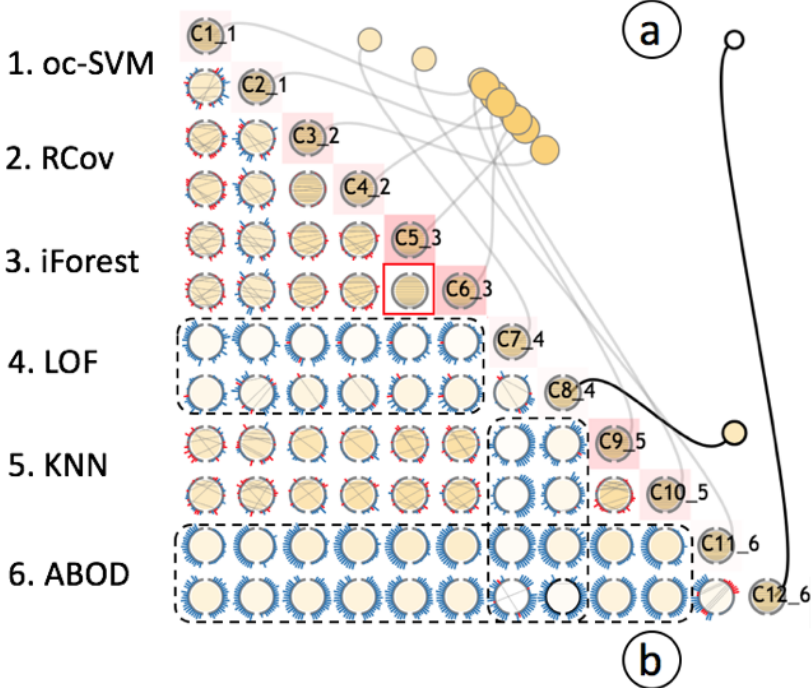 a
C1_1
1. oc-SVM
C2_1
2. RCov
C3_2
C4_2
3. iForest
C5_3
C6_3
4. LOF
C7_4
C8_4
5. KNN
C9_5
C10_5
6. ABOD
C11_6
C12_6
b